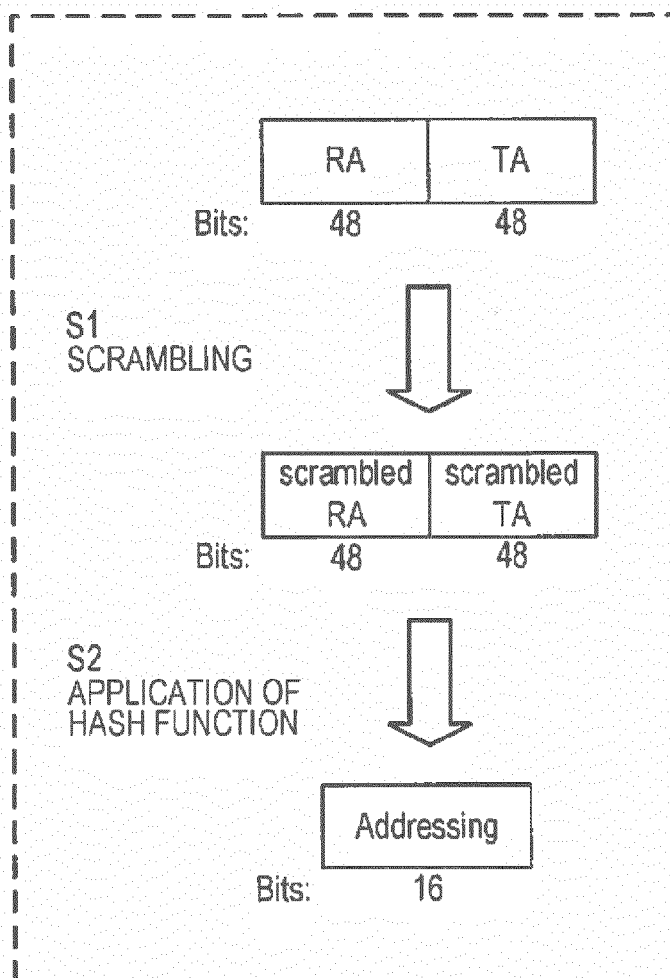 RA TA
Bits: 48 48
S1
SCRAMBLING
scrambled scrambled
RA TA
Bits: 48 48
S2
APPLICATION OF
HASH FUNCTION
Addressing
Bits: 16